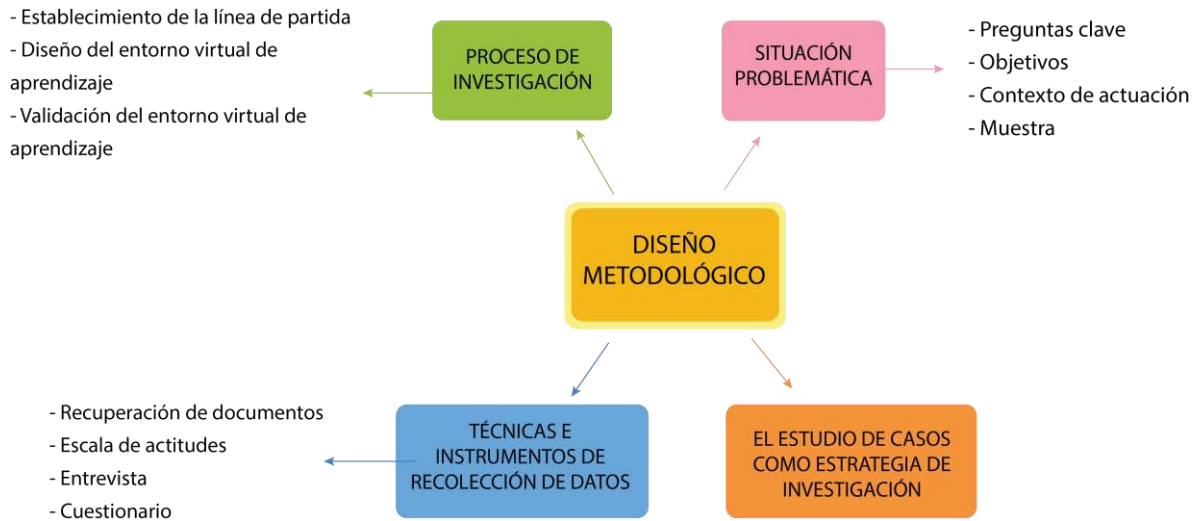 - Establecimiento de la línea de partida
- Diseño del entorno virtual de
aprendizaje
- Validación del entorno virtual de
aprendizaje
PROCESO DE
INVESTIGACIÓN
SITUACIÓN
PROBLEMÁTICA
- Preguntas clave
- Objetivos
- Contexto de actuación
- Muestra
DISEÑO
METODOLÓGICO
- Recuperación de documentos
- Escala de actitudes
- Entrevista
- Cuestionario
TÉCNICAS E
INSTRUMENTOS DE
RECOLECCIÓN DE DATOS
EL ESTUDIO DE CASOS
COMO ESTRATEGIA DE
INVESTIGACIÓN